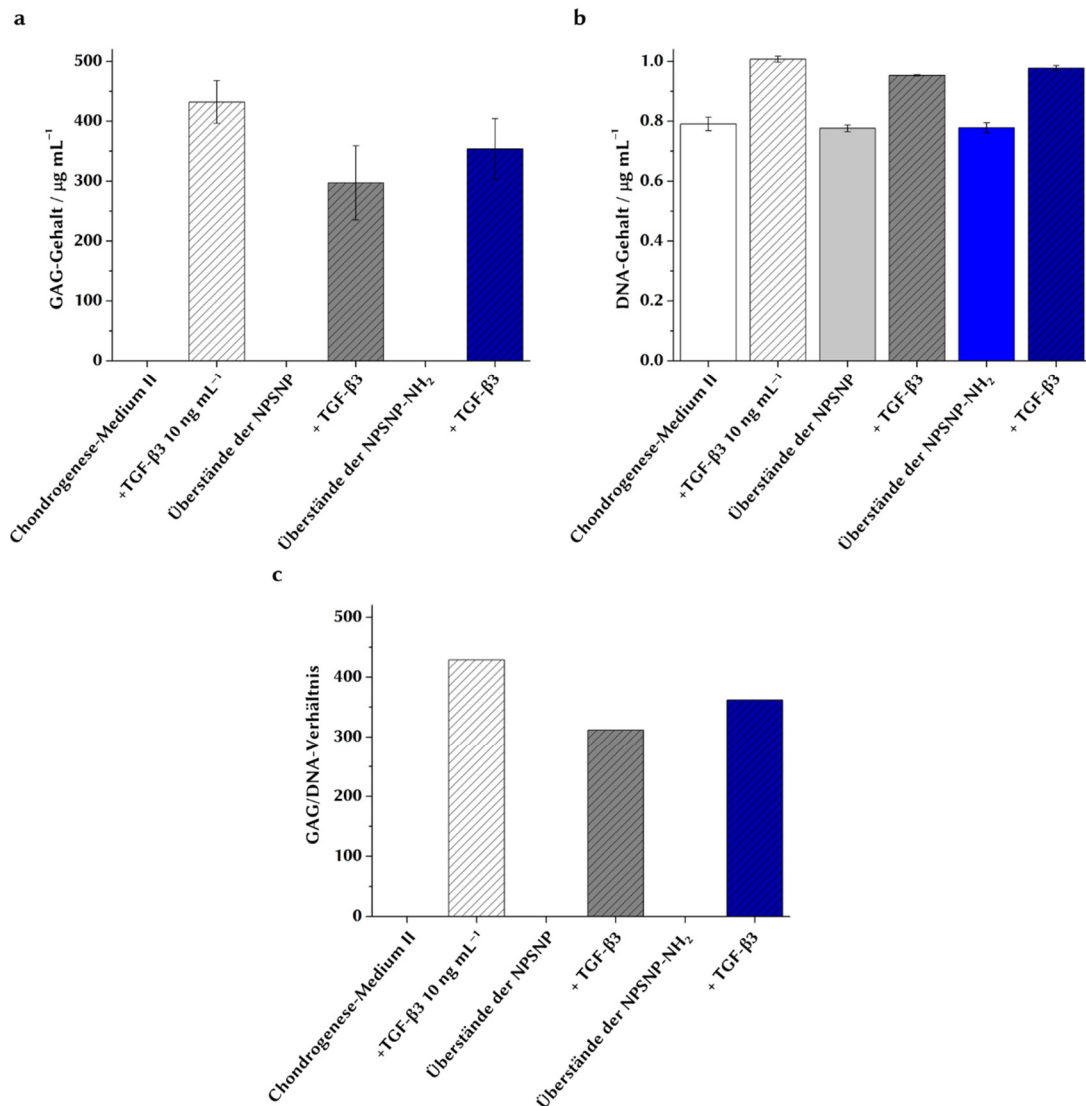 a
GAG-Gehalt / µg mL⁻¹
500
400
300
200
100
0
Chondrogenese-Medium II
+TGF-β3 10 ng mL⁻¹
Überstände der NPSNP
+ TGF-β3
Überstände der NPSNP-NH₂
+ TGF-β3
b
DNA-Gehalt / µg mL⁻¹
1.0
0.8
0.6
0.4
0.2
0.0
Chondrogenese-Medium II
+TGF-β3 10 ng mL⁻¹
Überstände der NPSNP
+ TGF-β3
Überstände der NPSNP-NH₂
+ TGF-β3
c
GAG/DNA-Verhältnis
500
400
300
200
100
0
Chondrogenese-Medium II
+TGF-β3 10 ng mL⁻¹
Überstände der NPSNP
+ TGF-β3
Überstände der NPSNP-NH₂
+ TGF-β3